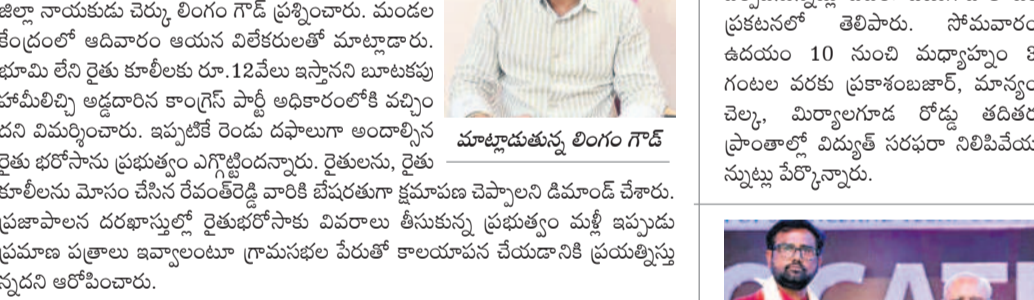 జిల్లా నాయకుడు చెర్కు లింగం గౌడ్ ప్రశ్నించారు. మండల
కేంద్రంలో ఆదివారం ఆయన విలేకరులతో మాట్లాడారు.
భూమి లేని రైతు కూలీలకు రూ.12వేలు ఇస్తానని బూటకపు
హామీలిచ్చి అడ్డదారిన కాంగ్రెస్ పార్టీ అధికారంలోకి వచ్చిం
దని విమర్శించారు. ఇప్పటికే రెండు దఫాలుగా అందాల్సిన
రైతు భరోసాను ప్రభుత్వం ఎగ్గొట్టిందన్నారు. రైతులను, రైతు
కూలీలను మోసం చేసిన రేవంత్‌రెడ్డి వారికి బేషరతుగా క్షమాపణ చెప్పాలని డిమాండ్ చేశారు.
ప్రజాపాలన దరఖాస్తుల్లో రైతుభరోసాకు వివరాలు తీసుకున్న ప్రభుత్వం మళ్లీ ఇప్పుడు
ప్రమాణ పత్రాలు ఇవ్వాలంటూ గ్రామసభల పేరుతో కాలయాపన చేయడానికి ప్రయత్నిస్తు
న్నదని ఆరోపించారు.
మాట్లాడుతున్న లింగం గౌడ్
ప్రకటనలో తెలిపారు. సోమవారం
ఉదయం 10 నుంచి మధ్యాహ్నం 3
గంటల వరకు ప్రకాశంబజార్, మాన్యం
చెల్క, మిర్యాలగూడ రోడ్డు తదితర
ప్రాంతాల్లో విద్యుత్ సరఫరా నిలిపివేయ
న్నుట్లు పేర్కొన్నారు.